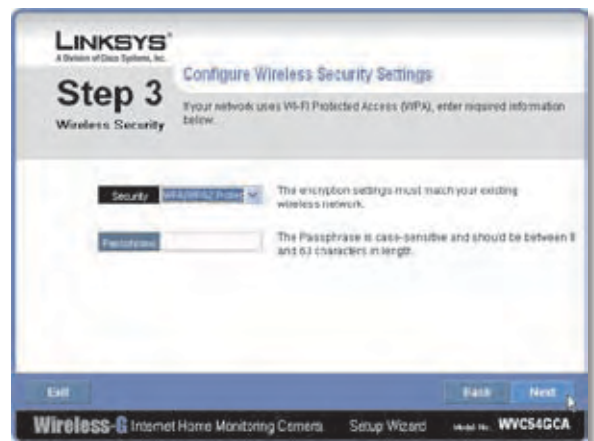 LINKSYS®
A Division of Cisco Systems, Inc.
Step 3
Wireless Security
Configure Wireless Security Settings
If your network uses Wi-Fi Protected Access (WPA), enter required information
below.
Security
The encryption settings must match your existing
wireless network.
Passphrase
The Passphrase is case-sensitive and should be between 8
and 63 characters in length.
Exit
Back
Next
Wireless-G Internet Home Monitoring Camera
Setup Wizard
Model No. WVC54GCA